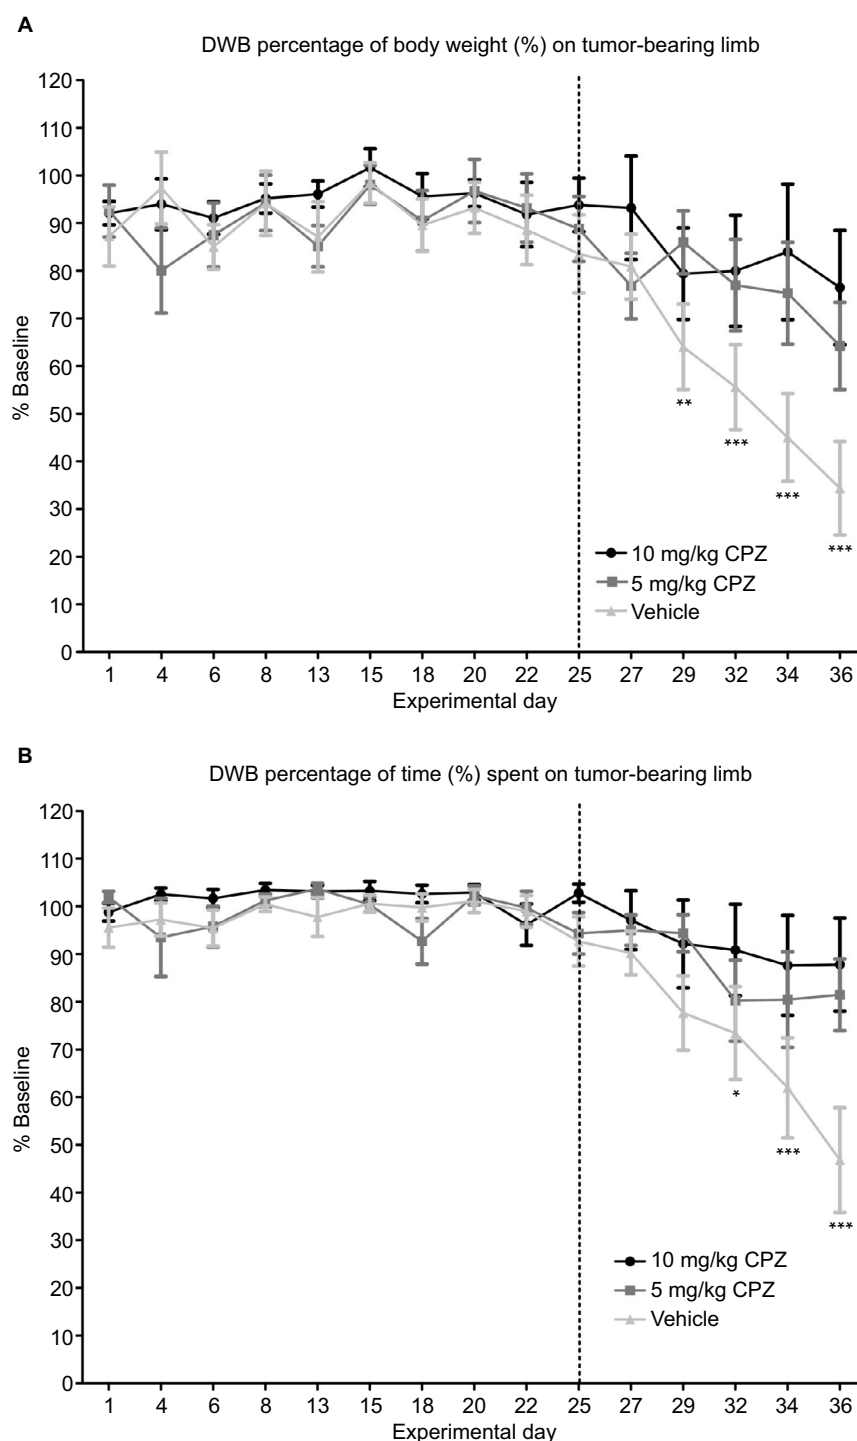 A
DWB percentage of body weight (%) on tumor-bearing limb
120
110
100
90
80
70
60
50
40
30
20
10
0
% Baseline
**
***
***
***
10 mg/kg CPZ
5 mg/kg CPZ
Vehicle
1 4 6 8 13 15 18 20 22 25 27 29 32 34 36
Experimental day
B
DWB percentage of time (%) spent on tumor-bearing limb
120
110
100
90
80
70
60
50
40
30
20
10
0
% Baseline
*
***
***
10 mg/kg CPZ
5 mg/kg CPZ
Vehicle
1 4 6 8 13 15 18 20 22 25 27 29 32 34 36
Experimental day